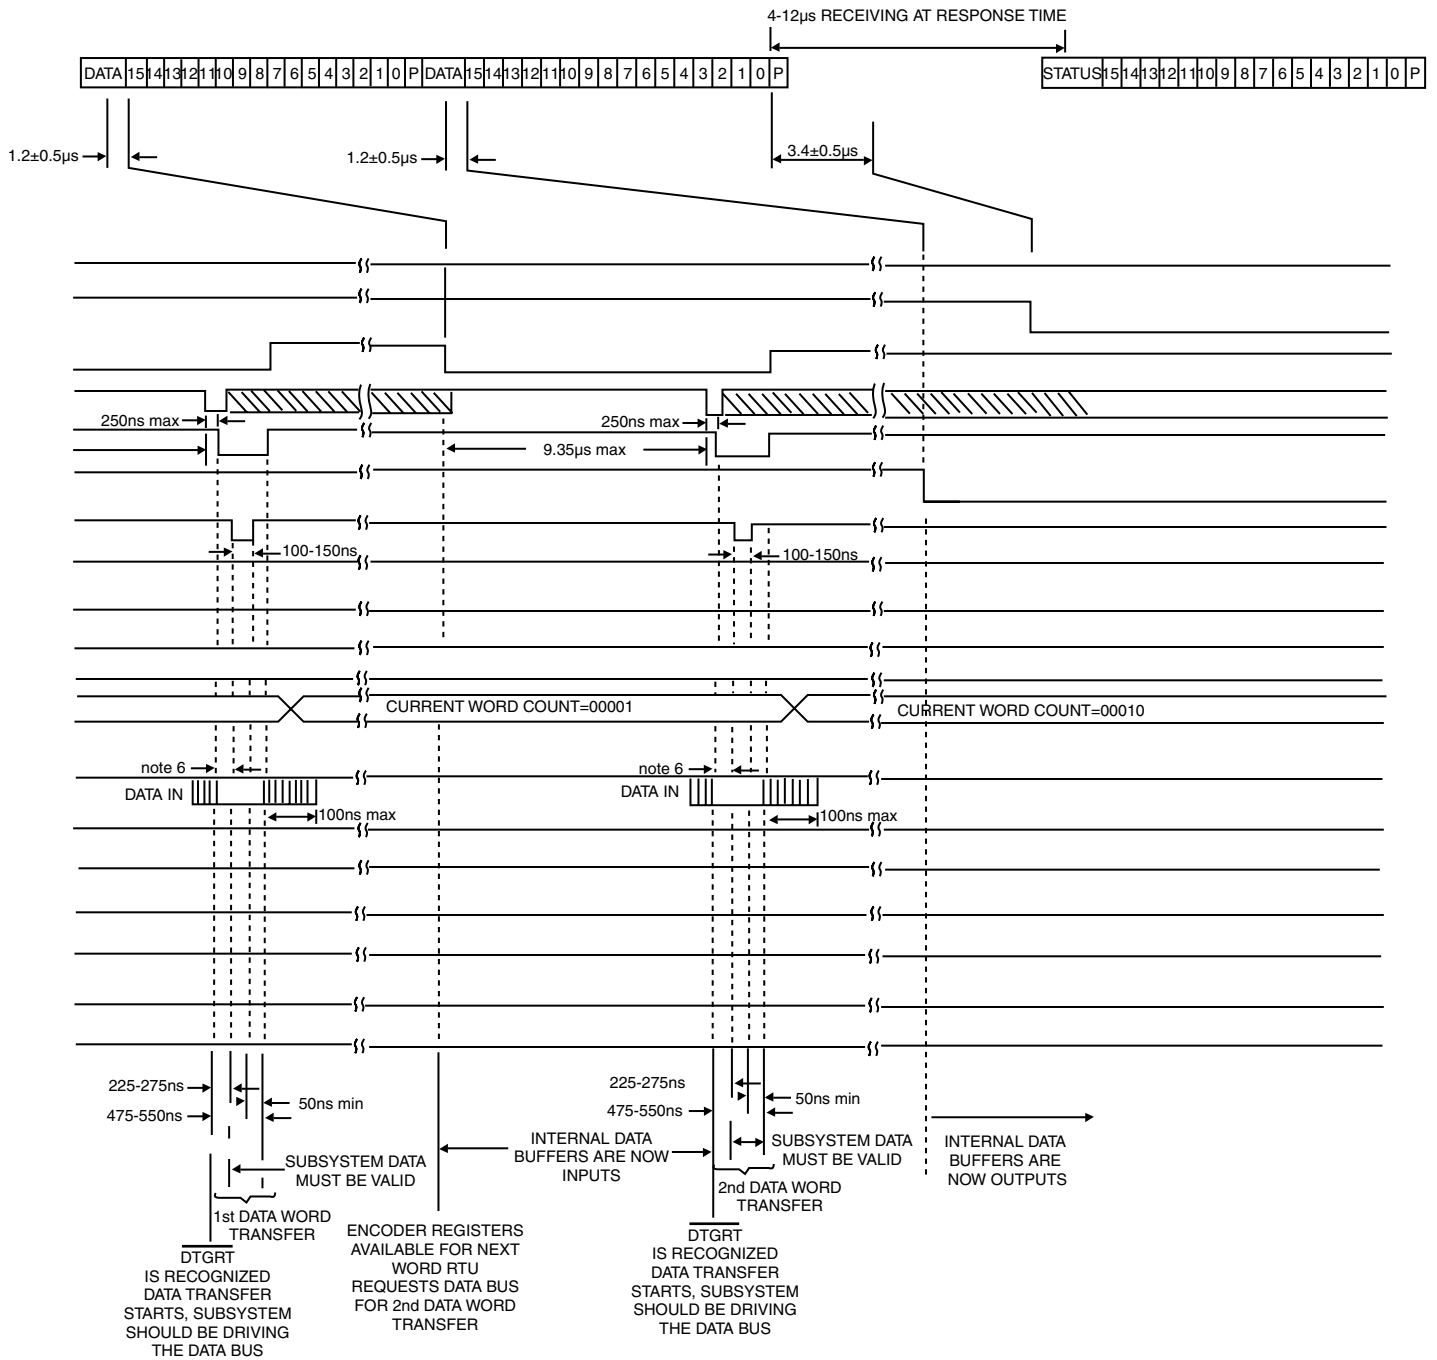 4-12µs RECEIVING AT RESPONSE TIME
DATA 15 14 13 12 11 10 9 8 7 6 5 4 3 2 1 0 P DATA 15 14 13 12 11 10 9 8 7 6 5 4 3 2 1 0 P
STATUS 15 14 13 12 11 10 9 8 7 6 5 4 3 2 1 0 P
1.2±0.5µs
1.2±0.5µs
3.4±0.5µs
250ns max
250ns max
9.35µs max
100-150ns
100-150ns
CURRENT WORD COUNT=00001
CURRENT WORD COUNT=00010
note 6
note 6
DATA IN
DATA IN
100ns max
100ns max
225-275ns
50ns min
475-550ns
225-275ns
50ns min
475-550ns
SUBSYSTEM DATA
MUST BE VALID
1st DATA WORD
TRANSFER
INTERNAL DATA
BUFFERS ARE NOW
INPUTS
SUBSYSTEM DATA
MUST BE VALID
2nd DATA WORD
TRANSFER
INTERNAL DATA
BUFFERS ARE
NOW OUTPUTS
DTGRT
IS RECOGNIZED
DATA TRANSFER
STARTS, SUBSYSTEM
SHOULD BE DRIVING
THE DATA BUS
ENCODER REGISTERS
AVAILABLE FOR NEXT
WORD RTU
REQUESTS DATA BUS
FOR 2nd DATA WORD
TRANSFER
DTGRT
IS RECOGNIZED
DATA TRANSFER
STARTS, SUBSYSTEM
SHOULD BE DRIVING
THE DATA BUS